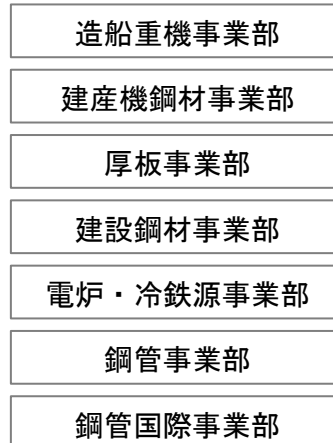 造船重機事業部
建産機鋼材事業部
厚板事業部
建設鋼材事業部
電炉・冷鉄源事業部
鋼管事業部
鋼管国際事業部